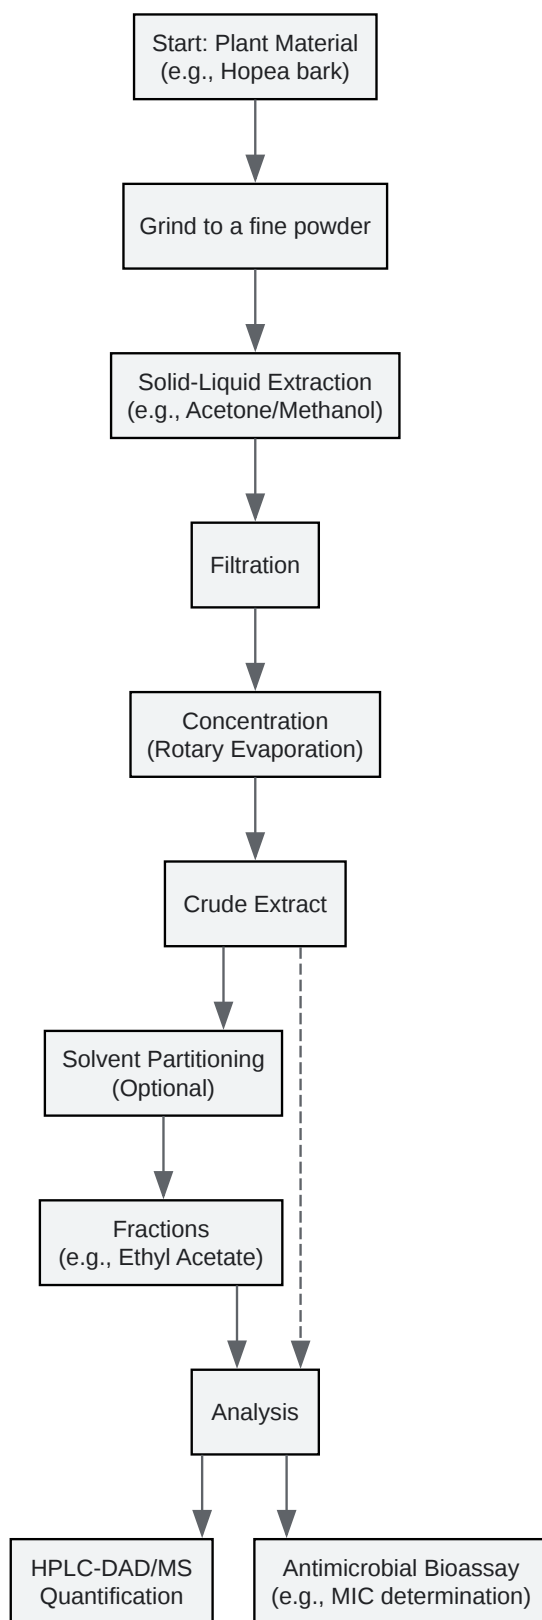 Start: Plant Material
(e.g., Hopea bark)
Grind to a fine powder
Solid-Liquid Extraction
(e.g., Acetone/Methanol)
Filtration
Concentration
(Rotary Evaporation)
Crude Extract
Solvent Partitioning
(Optional)
Fractions
(e.g., Ethyl Acetate)
Analysis
HPLC-DAD/MS
Quantification
Antimicrobial Bioassay
(e.g., MIC determination)